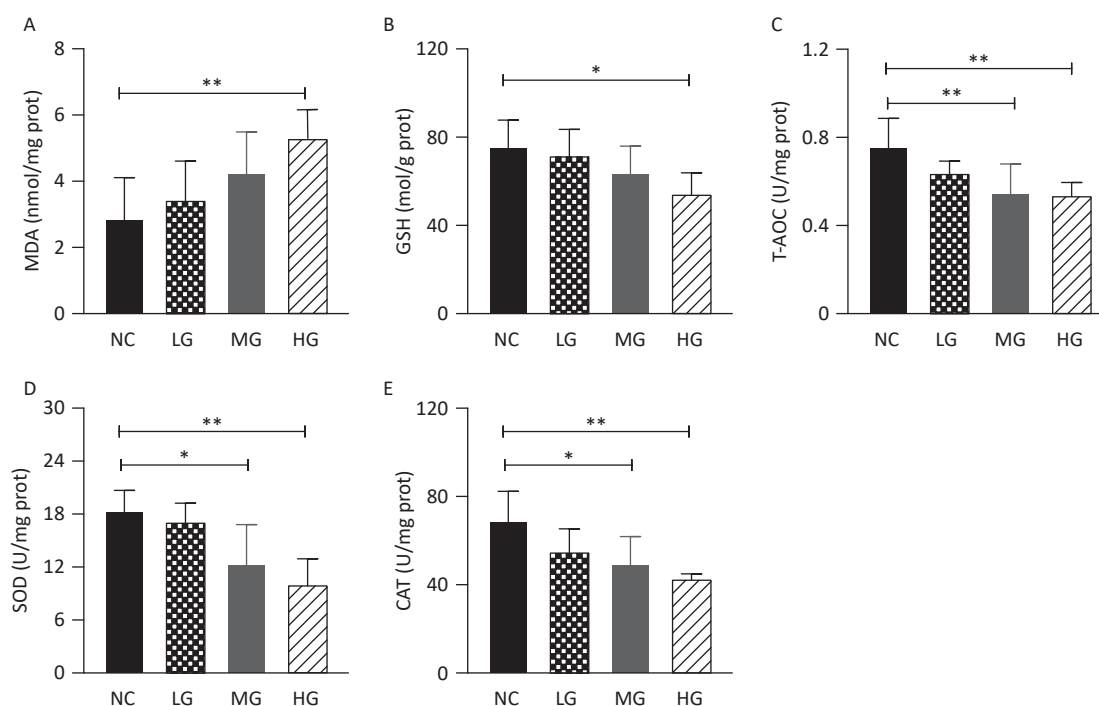 A
MDA (nmol/mg prot)
8
6
4
2
0
**
NC LG MG HG
B
GSH (mol/g prot)
120
80
40
0
*
NC LG MG HG
C
T-AOC (U/mg prot)
1.2
0.8
0.4
0
**
**
NC LG MG HG
D
SOD (U/mg prot)
30
24
18
12
6
0
**
*
NC LG MG HG
E
CAT (U/mg prot)
120
80
40
0
**
*
NC LG MG HG